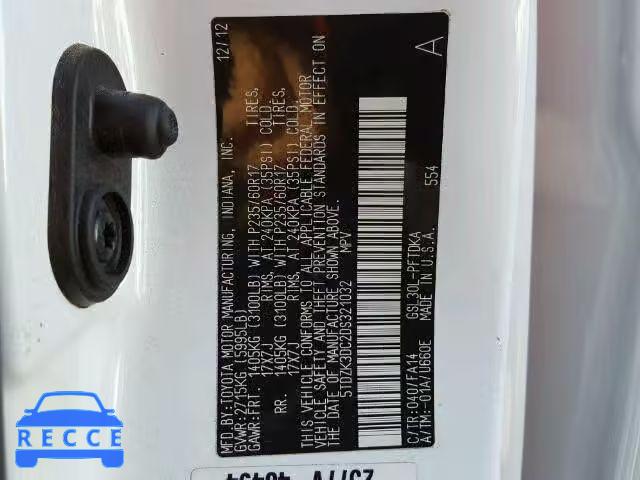 MFD.BY:TOYOTA MOTOR MANUFACTURING, INDIANA, INC. 12/12
GVWR:2715KG (5995LB)
GAWR:FRT. 1405KG (3100LB) WITH P235/60R17 TIRES,
17X7J RIMS, AT 240KPA (35PSI) COLD.
RR. 1405KG (3100LB) WITH P235/60R17 TIRES,
17X7J RIMS, AT 240KPA (35PSI) COLD.
THIS VEHICLE CONFORMS TO ALL APPLICABLE FEDERAL MOTOR
VEHICLE SAFETY AND THEFT PREVENTION STANDARDS IN EFFECT ON
THE DATE OF MANUFACTURE SHOWN ABOVE.
5TDZK3DC2DS321032 MPV
554
C/TR:040/FA14 GSL30L-PFTDKA
A/TM:-01A/U660E MADE IN U.S.A.
A
RECCE